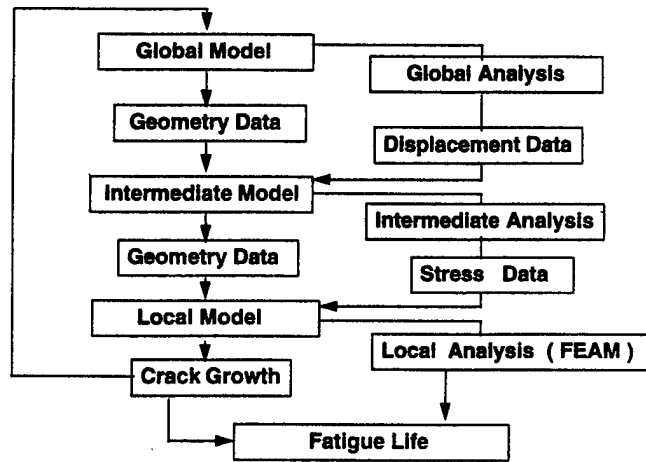 Global Model
Global Analysis
Geometry Data
Displacement Data
Intermediate Model
Intermediate Analysis
Geometry Data
Stress Data
Local Model
Local Analysis ( FEAM )
Crack Growth
Fatigue Life